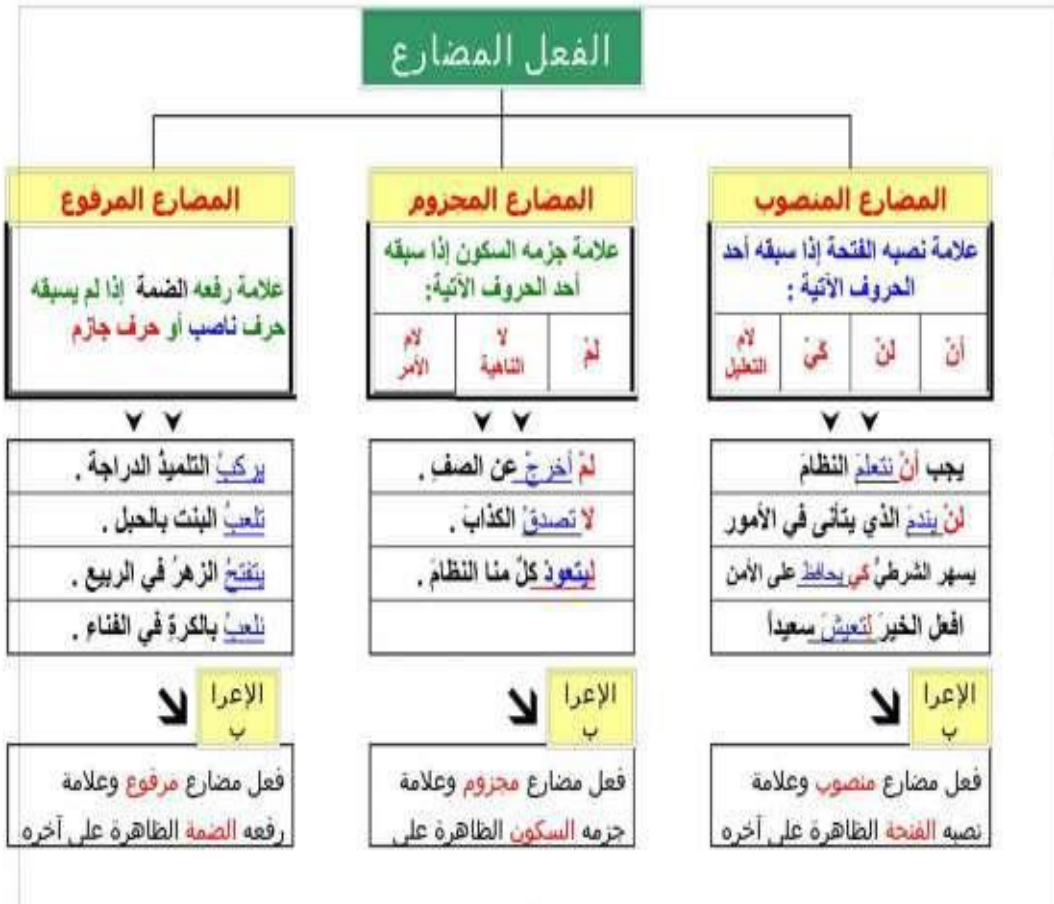 الفعل المضارع
المضارع المنصوب
علامة نصبه الفتحة إذا سبقه أحد
الحروف الآتية :
أنْ
لنْ
كيْ
لام
التعليل
يجب أنْ نتعلمَ النظامَ
لنْ يندمَ الذي يتأنى في الأمور
يسهر الشرطيُ كي يحافظَ على الأمن
افعل الخيرَ لتعيشَ سعيداً
الإعرا
ب
فعل مضارع منصوب وعلامة
نصبه الفتحة الظاهرة على آخره
المضارع المجزوم
علامة جزمه السكون إذا سبقه
أحد الحروف الآتية:
لمْ
لا
الناهية
لام
الأمر
لمْ أخرجْ عن الصفِ .
لا تصدقْ الكذابَ .
ليتعودْ كلٌ منا النظامَ .
الإعرا
ب
فعل مضارع مجزوم وعلامة
جزمه السكون الظاهرة على
المضارع المرفوع
علامة رفعه الضمة إذا لم يسبقه
حرف ناصب أو حرف جازم
يركبُ التلميذُ الدراجة .
تلعبُ البنت بالحبل .
يتفتحُ الزهرُ في الربيع .
نلعبُ بالكرةِ في الفناءِ .
الإعرا
ب
فعل مضارع مرفوع وعلامة
رفعه الضمة الظاهرة على آخره